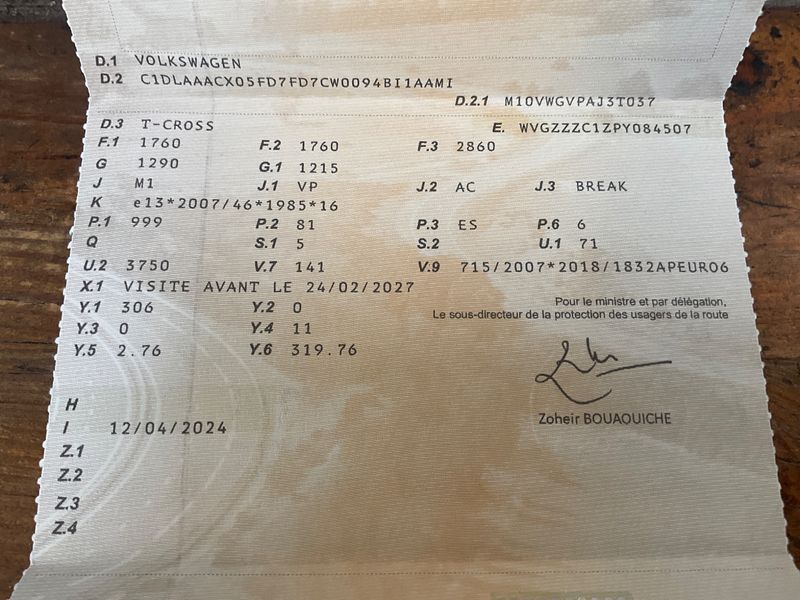 D.1 VOLKSWAGEN
D.2 C1DLAAACX05FD7FD7CW0094BI1AAMI
D.2.1 M10VWGVPAJ3T037
D.3 T-CROSS E. WVGZZZC1ZPY084507
F.1 1760 F.2 1760 F.3 2860
G 1290 G.1 1215
J M1 J.1 VP J.2 AC J.3 BREAK
K e13*2007/46*1985*16
P.1 999 P.2 81 P.3 ES P.6 6
Q S.1 5 S.2 U.1 71
U.2 3750 V.7 141 V.9 715/2007*2018/1832APEURO6
X.1 VISITE AVANT LE 24/02/2027
Y.1 306 Y.2 0
Pour le ministre et par délégation,
Le sous-directeur de la protection des usagers de la route
Y.3 0 Y.4 11
Y.5 2.76 Y.6 319.76
H
Zoheir BOUAOUICHE
I 12/04/2024
Z.1
Z.2
Z.3
Z.4